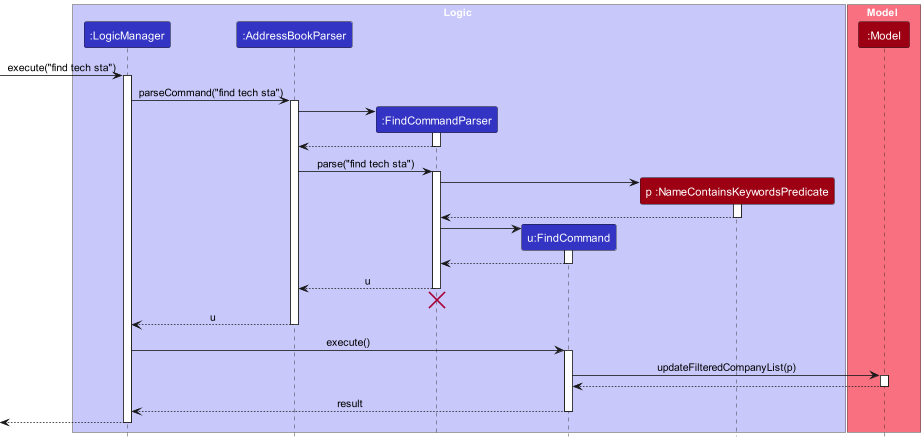 Logic
Model
:LogicManager
:AddressBookParser
:Model
execute("find tech sta")
parseCommand("find tech sta")
:FindCommandParser
parse("find tech sta")
p :NameContainsKeywordsPredicate
u:FindCommand
u
u
execute()
updateFilteredCompanyList(p)
result